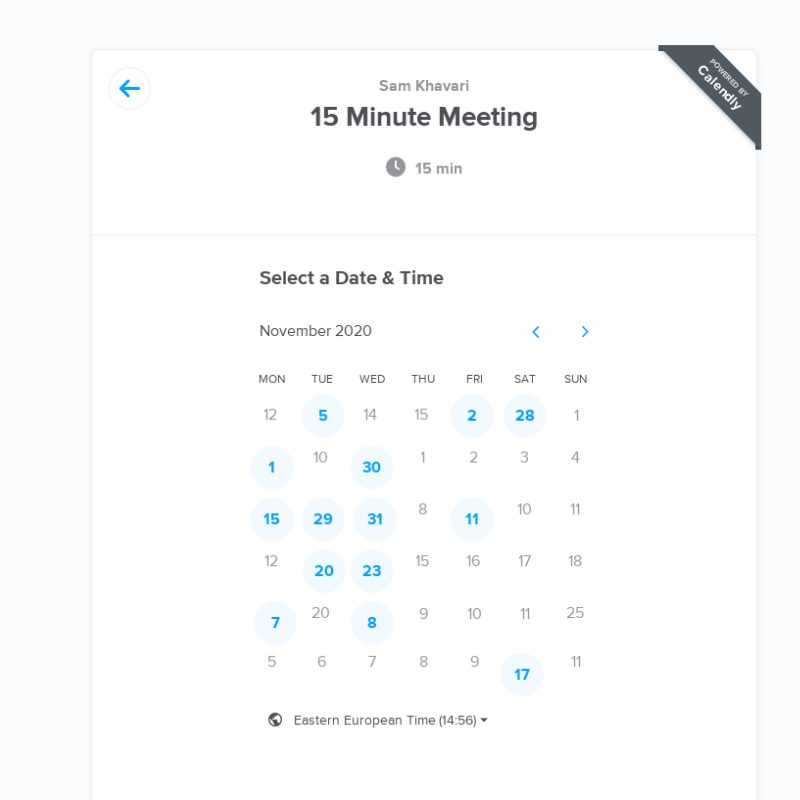 POWERED BY
Calendly
Sam Khavari
15 Minute Meeting
15 min
Select a Date & Time
November 2020
MON TUE WED THU FRI SAT SUN
12 5 14 15 2 28 1
1 10 30 1 2 3 4
15 29 31 8 11 10 11
12 20 23 15 16 17 18
7 20 8 9 10 11 25
5 6 7 8 9 17 11
Eastern European Time (14:56)